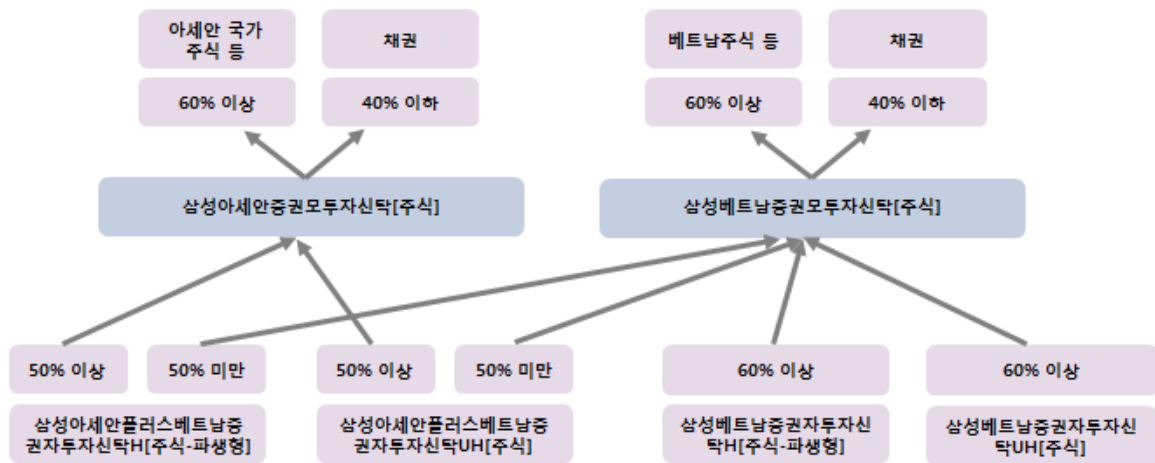 아세안 국가
주식 등
채권
베트남주식 등
채권
60% 이상
40% 이하
60% 이상
40% 이하
삼성아세안증권모투자신탁[주식]
삼성베트남증권모투자신탁[주식]
50% 이상
50% 미만
50% 이상
50% 미만
60% 이상
60% 이상
삼성아세안플러스베트남증
권자투자신탁H[주식-파생형]
삼성아세안플러스베트남증
권자투자신탁UH[주식]
삼성베트남증권자투자신
탁H[주식-파생형]
삼성베트남증권자투자신
탁UH[주식]